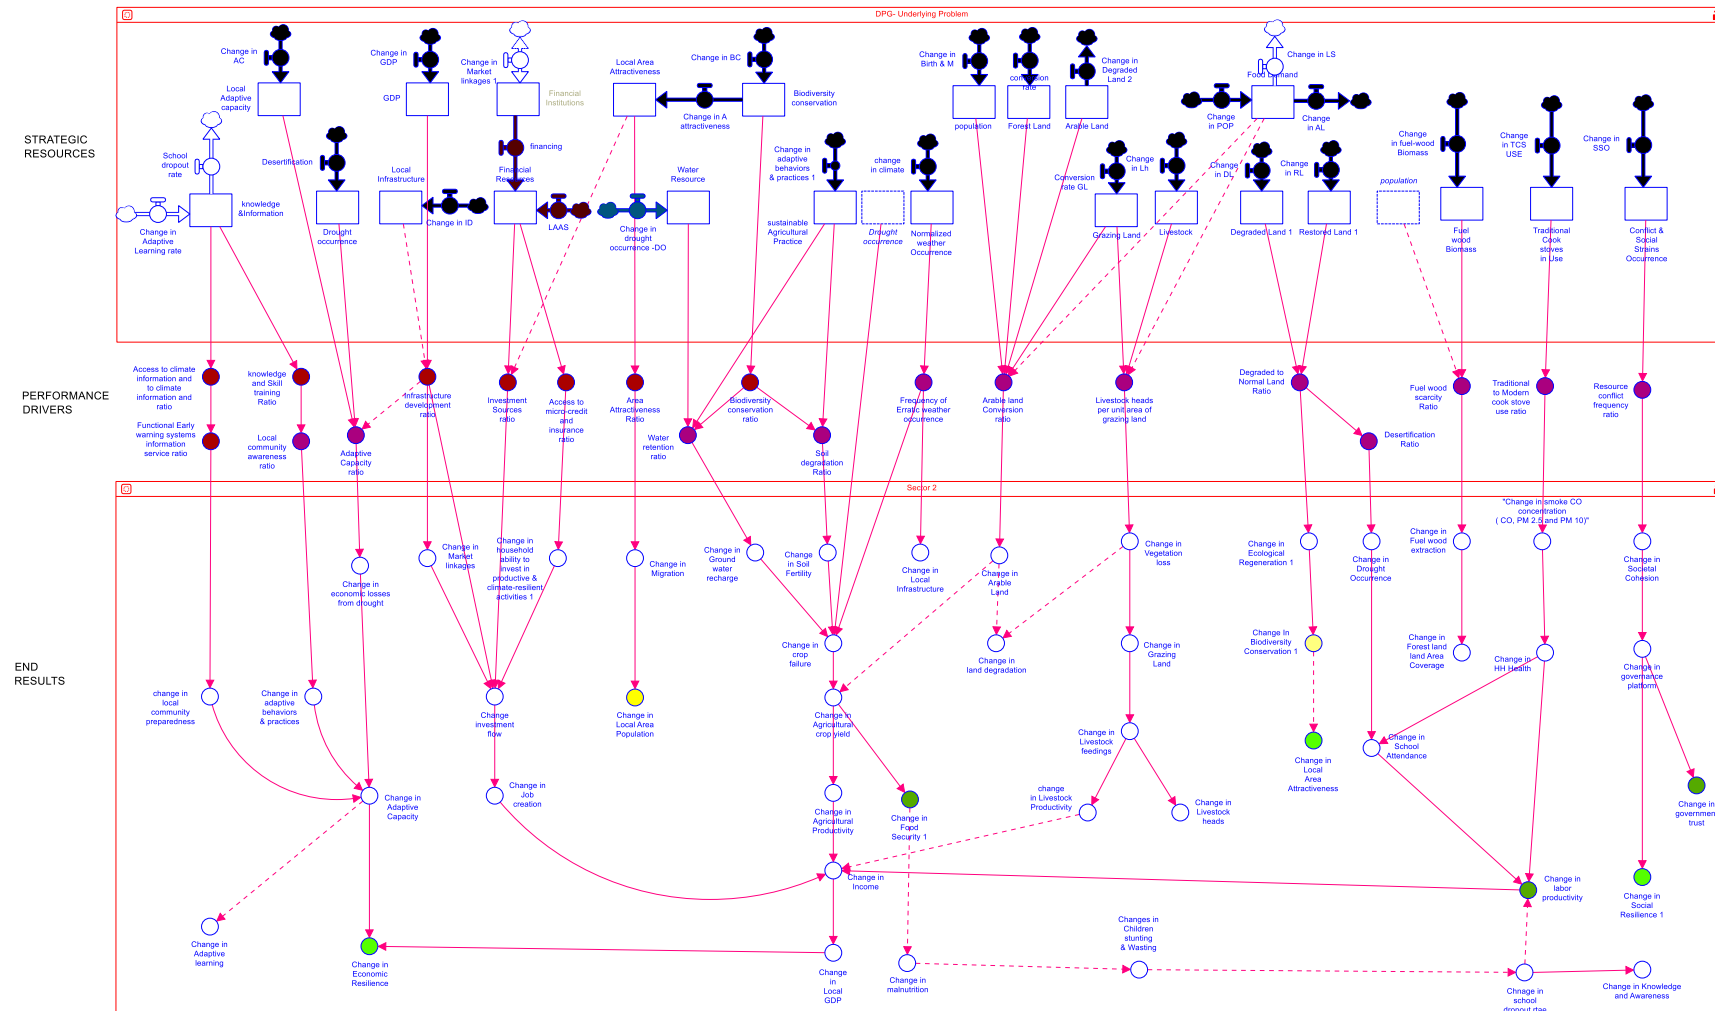 DPG- Underlying Problem
Change in
AC
Change in
GDP
Change in
Market
linkages 1
Local Area
Attractiveness
Change in BC
Change in
Birth & M
conversion
rate
Change in
Degraded
Land 2
Change in LS
Food Demand
Local
Adaptive
capacity
GDP
Financial
Institutions
Change in A
attractiveness
Biodiversity
conservation
population
Forest Land
Arable Land
Change
in POP
Change
in AL
STRATEGIC
RESOURCES
School
dropout
rate
Desertification
Local
Infrastructure
financing
Financial
Resources
Water
Resource
Change in
adaptive
behaviors
& practices 1
change
in climate
Conversion
rate GL
Change
in Lh
Change
in DL
Change
in RL
population
Change
in fuel-wood
Biomass
Change
in TCS
USE
Change in
SSO
knowledge
&Information
Change in
Adaptive
Learning rate
Drought
occurrence
Change in ID
LAAS
Change in
drought
occurrence -DO
sustainable
Agricultural
Practice
Drought
occurrence
Normalized
weather
Occurrence
Grazing Land
Livestock
Degraded Land 1
Restored Land 1
Fuel
wood
Biomass
Traditional
Cook
stoves
in Use
Conflict &
Social
Strains
Occurrence
PERFORMANCE
DRIVERS
Access to climate
information and
to climate
information and
ratio
knowledge
and Skill
training
Ratio
Infrastructure
development
ratio
Investment
Sources
ratio
Access to
micro-credit
and
insurance
ratio
Area
Attractiveness
Ratio
Biodiversity
conservation
ratio
Frequency of
Erratic weather
occurrence
Arable land
Conversion
ratio
Livestock heads
per unit area of
grazing land
Degraded to
Normal Land
Ratio
Fuel wood
scarcity
Ratio
Traditional
to Modern
cook stove
use ratio
Resource
conflict
frequency
ratio
Functional Early
warning systems
information
service ratio
Local
community
awareness
ratio
Adaptive
Capacity
ratio
Water
retention
ratio
Soil
degradation
Ratio
Desertification
Ratio
Sector 2
"Change in smoke CO
concentration
( CO, PM 2.5 and PM 10)"
Change in
economic losses
from drought
Change in
Market
linkages
Change in
household
ability to
invest in
productive &
climate-resilient
activities 1
Change in
Migration
Change in
Ground
water
recharge
Change
in Soil
Fertility
Change in
Local
Infrastructure
Change in
Arable
Land
Change in
Vegetation
loss
Change in
Ecological
Regeneration 1
Change in
Drought
Occurrence
Change in
Fuel wood
extraction
Change in
Societal
Cohesion
END
RESULTS
Change in
crop
failure
Change in
land degradation
Change in
Grazing
Land
Change In
Biodiversity
Conservation 1
Change in
Forest land
land Area
Coverage
Change in
HH Health
Change in
governance
platform
change in
local
community
preparedness
Change in
adaptive
behaviors
& practices
Change
investment
flow
Change in
Local Area
Population
Change in
Agricultural
crop yield
Change in
Livestock
feedings
Change in
Local
Area
Attractiveness
Change in
School
Attendance
Change in
Adaptive
Capacity
Change in
Job
creation
Change in
Agricultural
Productivity
Change in
Food
Security 1
change
in Livestock
Productivity
Change in
Livestock
heads
Change in
government
trust
Change in
Income
Change in
labor
productivity
Change in
Social
Resilience 1
Change in
Adaptive
learning
Change in
Economic
Resilience
Change
in
Local
GDP
Change in
malnutrition
Changes in
Children
stunting
& Wasting
Chnage in
school
dropout rtae
Change in Knowledge
and Awareness